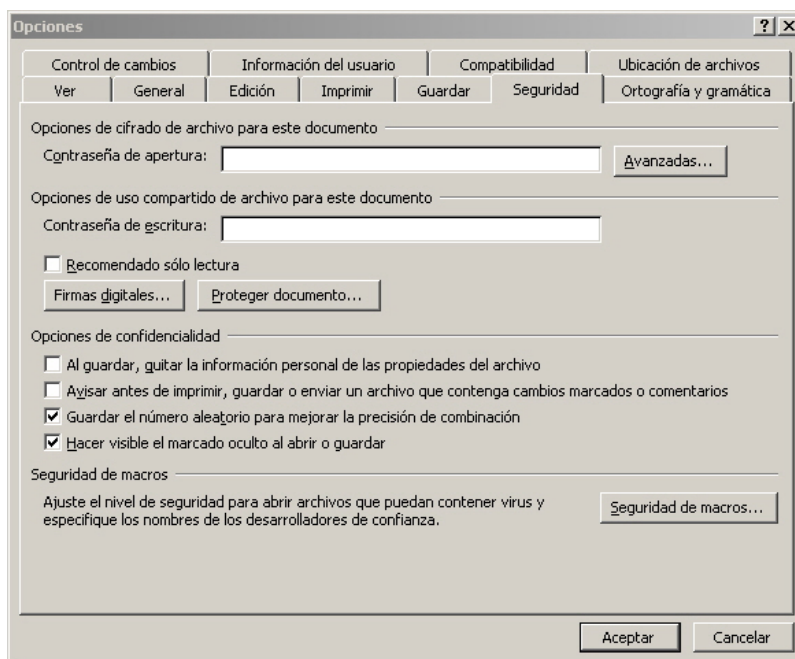 Opciones
Control de cambios Información del usuario Compatibilidad Ubicación de archivos
Ver General Edición Imprimir Guardar Seguridad Ortografía y gramática
Opciones de cifrado de archivo para este documento
Contraseña de apertura: Avanzadas...
Opciones de uso compartido de archivo para este documento
Contraseña de escritura:
Recomendado sólo lectura
Firmas digitales... Proteger documento...
Opciones de confidencialidad
Al guardar, quitar la información personal de las propiedades del archivo
Avisar antes de imprimir, guardar o enviar un archivo que contenga cambios marcados o comentarios
Guardar el número aleatorio para mejorar la precisión de combinación
Hacer visible el marcado oculto al abrir o guardar
Seguridad de macros
Ajuste el nivel de seguridad para abrir archivos que puedan contener virus y
especifique los nombres de los desarrolladores de confianza.
Seguridad de macros...
Aceptar Cancelar